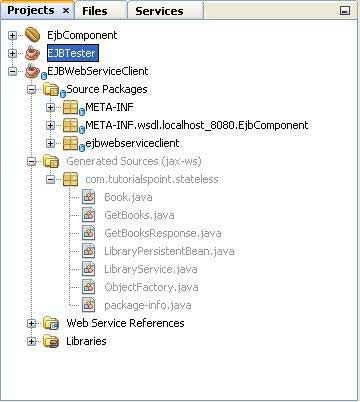 Projects × Files Services
EjbComponent
EJBTester
EJBWebServiceClient
Source Packages
META-INF
META-INF.wsdl.localhost_8080.EjbComponent
ejbwebserviceclient
Generated Sources (jax-ws)
com.tutorialspoint.stateless
Book.java
GetBooks.java
GetBooksResponse.java
LibraryPersistentBean.java
LibraryService.java
ObjectFactory.java
package-info.java
Web Service References
Libraries